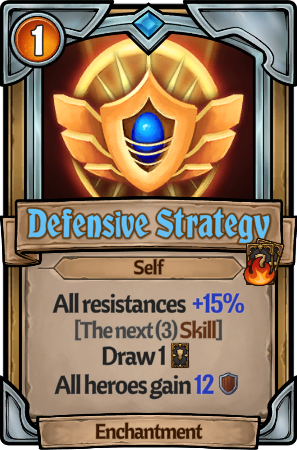 1
Defensive Strategy
Self
All resistances +15%
[The next (3) Skill]
Draw 1
All heroes gain 12
Enchantment